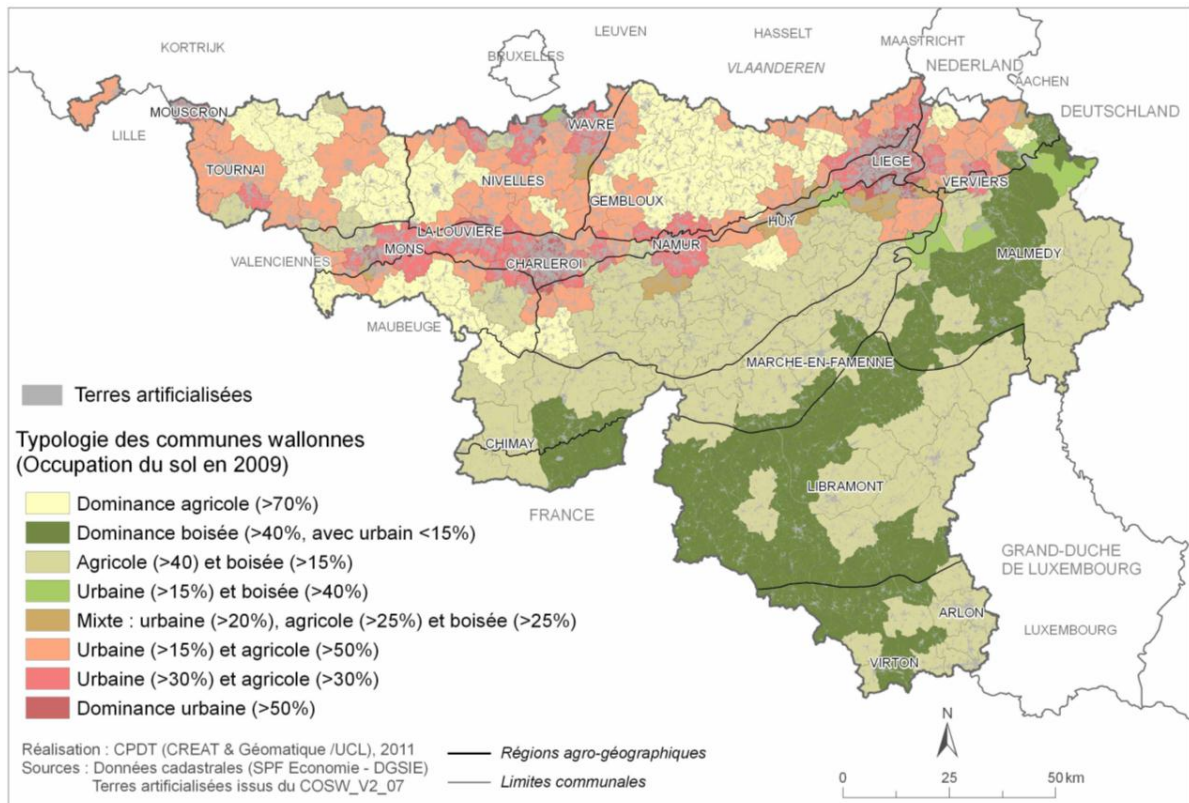 KORTRIJK
LEUVEN
HASSELT
MAASTRICHT
BRUXELLES
VLAANDEREN
NEDERLAND
AACHEN
DEUTSCHLAND
MOUSCRON
LILLE
WAVRE
TOURNAI
NIVELLES
LIEGE
VERVIERS
GEMBLOUX
HUY
LA LOUVIERE
MONS
NAMUR
VALENCIENNES
CHARLEROI
MALMEDY
MAUBEUGE
MARCHE-EN-FAMENNE
CHIMAY
LIBRAMONT
FRANCE
GRAND-DUCHE
DE LUXEMBOURG
ARLON
LUXEMBOURG
VIRTON
Terres artificialisées
Typologie des communes wallonnes
(Occupation du sol en 2009)
Dominance agricole (>70%)
Dominance boisée (>40%, avec urbain <15%)
Agricole (>40) et boisée (>15%)
Urbaine (>15%) et boisée (>40%)
Mixte : urbaine (>20%), agricole (>25%) et boisée (>25%)
Urbaine (>15%) et agricole (>50%)
Urbaine (>30%) et agricole (>30%)
Dominance urbaine (>50%)
Réalisation : CPDT (CREAT & Géomatique /UCL), 2011
Sources : Données cadastrales (SPF Economie - DGSIE)
Terres artificialisées issus du COSW_V2_07
Régions agro-géographiques
Limites communales
N
0 25 50 km